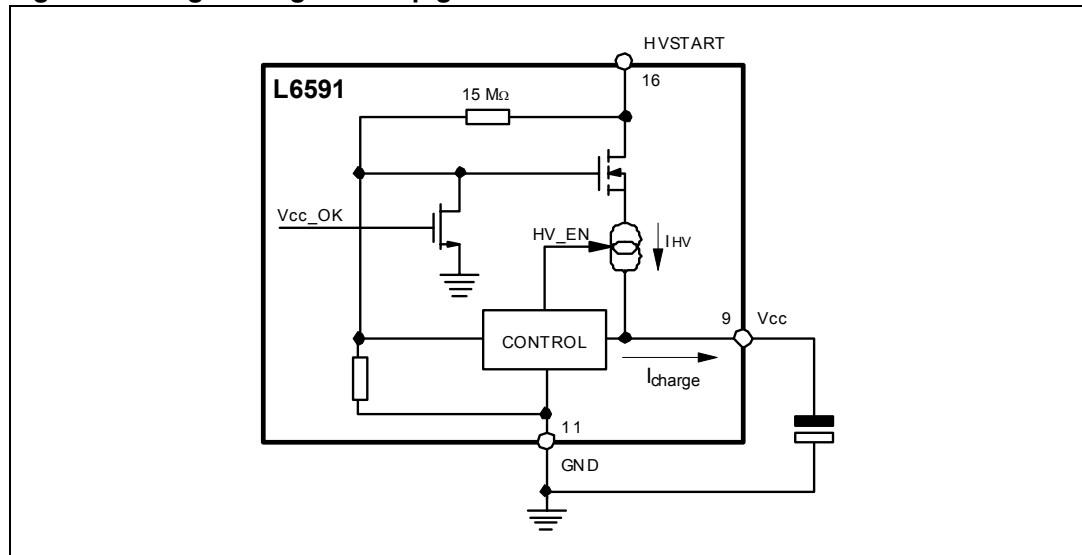 HVSTART
16
L6591
15 MΩ
Vcc_OK
HV_EN
IHV
9
Vcc
CONTROL
Icharge
11
GND